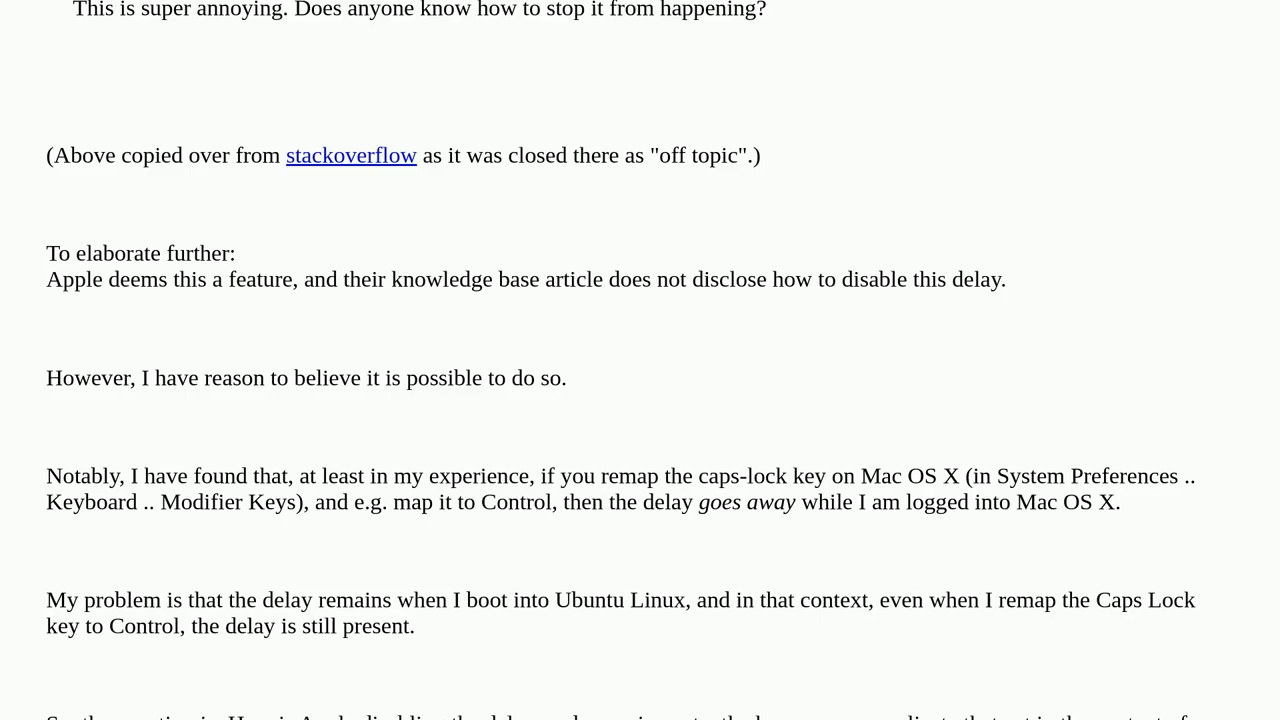 This is super annoying. Does anyone know how to stop it from happening?
(Above copied over from stackoverflow as it was closed there as "off topic".)
To elaborate further:
Apple deems this a feature, and their knowledge base article does not disclose how to disable this delay.
However, I have reason to believe it is possible to do so.
Notably, I have found that, at least in my experience, if you remap the caps-lock key on Mac OS X (in System Preferences ..
Keyboard .. Modifier Keys), and e.g. map it to Control, then the delay goes away while I am logged into Mac OS X.
My problem is that the delay remains when I boot into Ubuntu Linux, and in that context, even when I remap the Caps Lock
key to Control, the delay is still present.